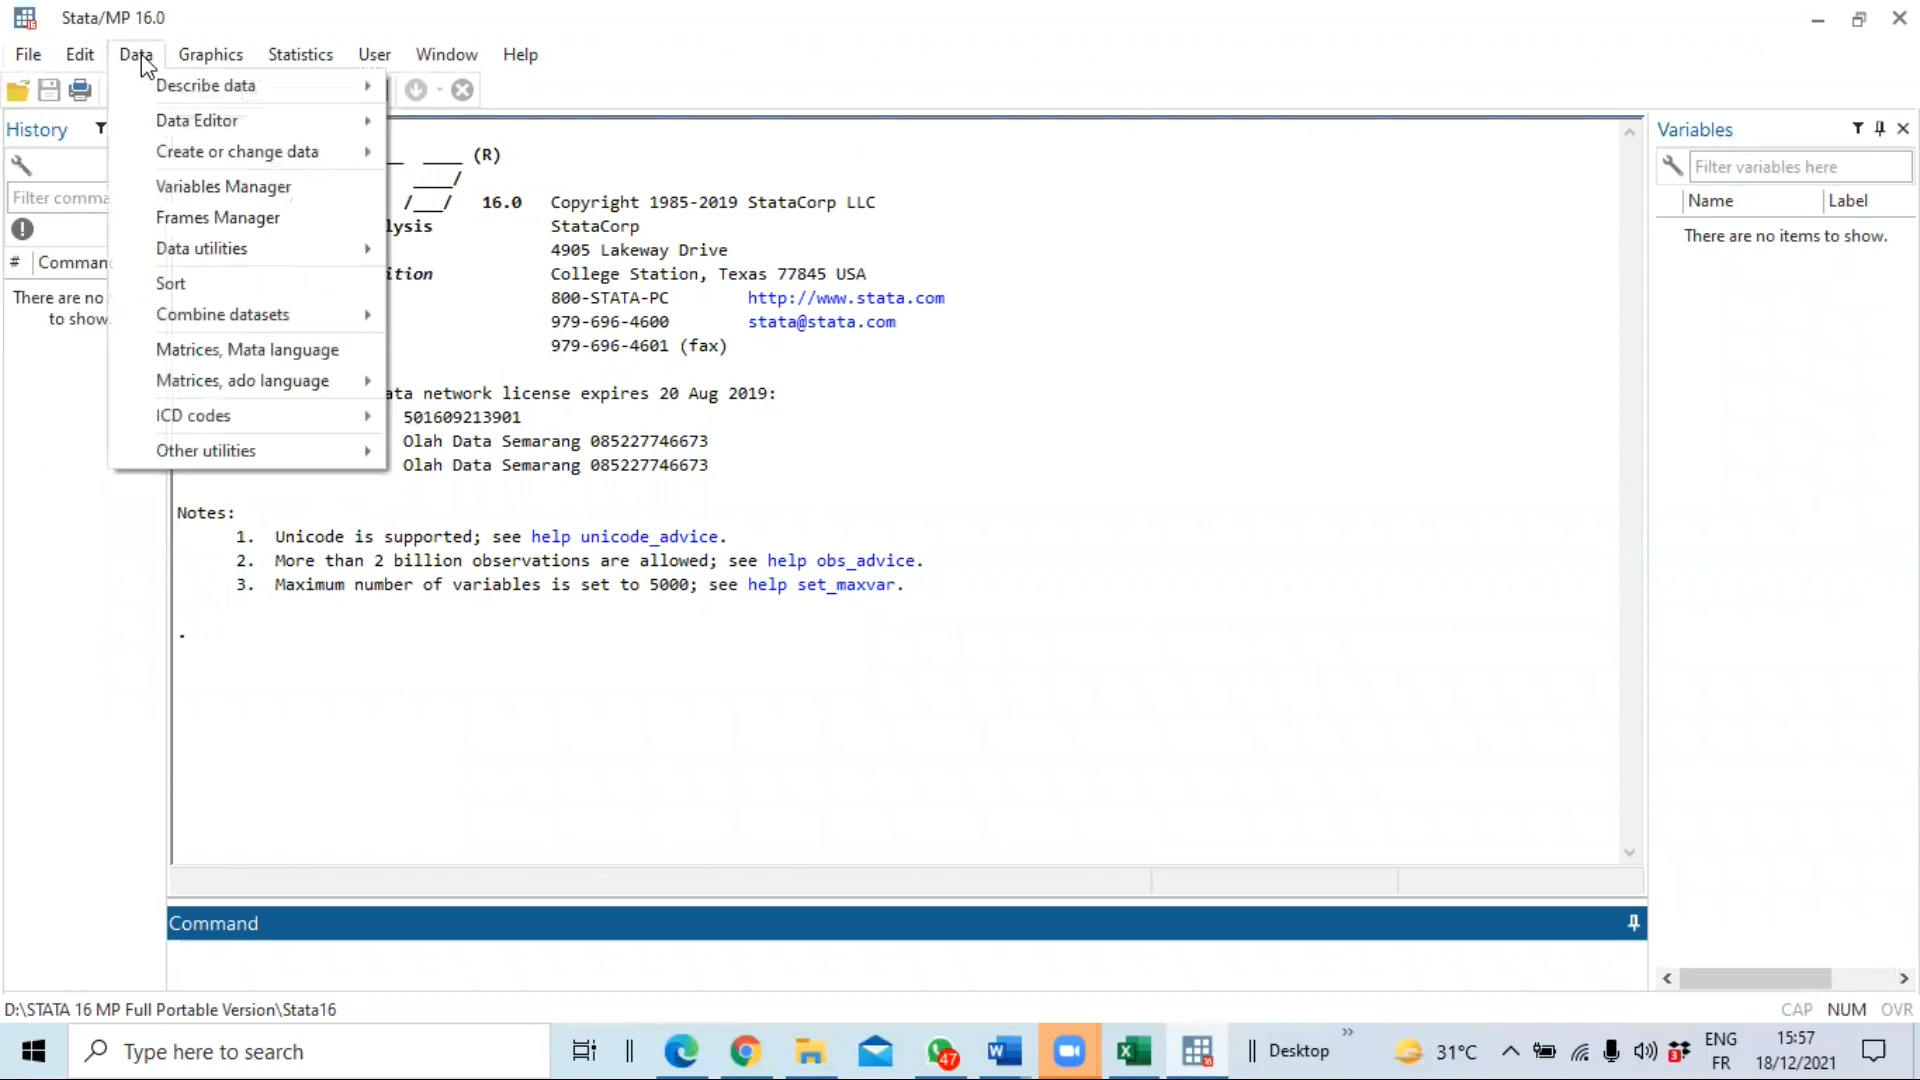 Stata/MP 16.0
File Edit Data Graphics Statistics User Window Help
Describe data
Data Editor
Create or change data
Variables Manager
Frames Manager
Data utilities
Sort
Combine datasets
Matrices, Mata language
Matrices, ado language
ICD codes
Other utilities
History
Filter comma
# Comman
There are no
to show.
(R)
16.0 Copyright 1985-2019 StataCorp LLC
lysis StataCorp
4905 Lakeway Drive
ition College Station, Texas 77845 USA
800-STATA-PC http://www.stata.com
979-696-4600 stata@stata.com
979-696-4601 (fax)
ata network license expires 20 Aug 2019:
501609213901
Olah Data Semarang 085227746673
Olah Data Semarang 085227746673
Notes:
1. Unicode is supported; see help unicode_advice.
2. More than 2 billion observations are allowed; see help obs_advice.
3. Maximum number of variables is set to 5000; see help set_maxvar.
.
Command
Variables
Filter variables here
Name Label
There are no items to show.
D:\STATA 16 MP Full Portable Version\Stata16
CAP NUM OVR
Type here to search
47
16
Desktop
31°C
3
ENG
FR
15:57
18/12/2021